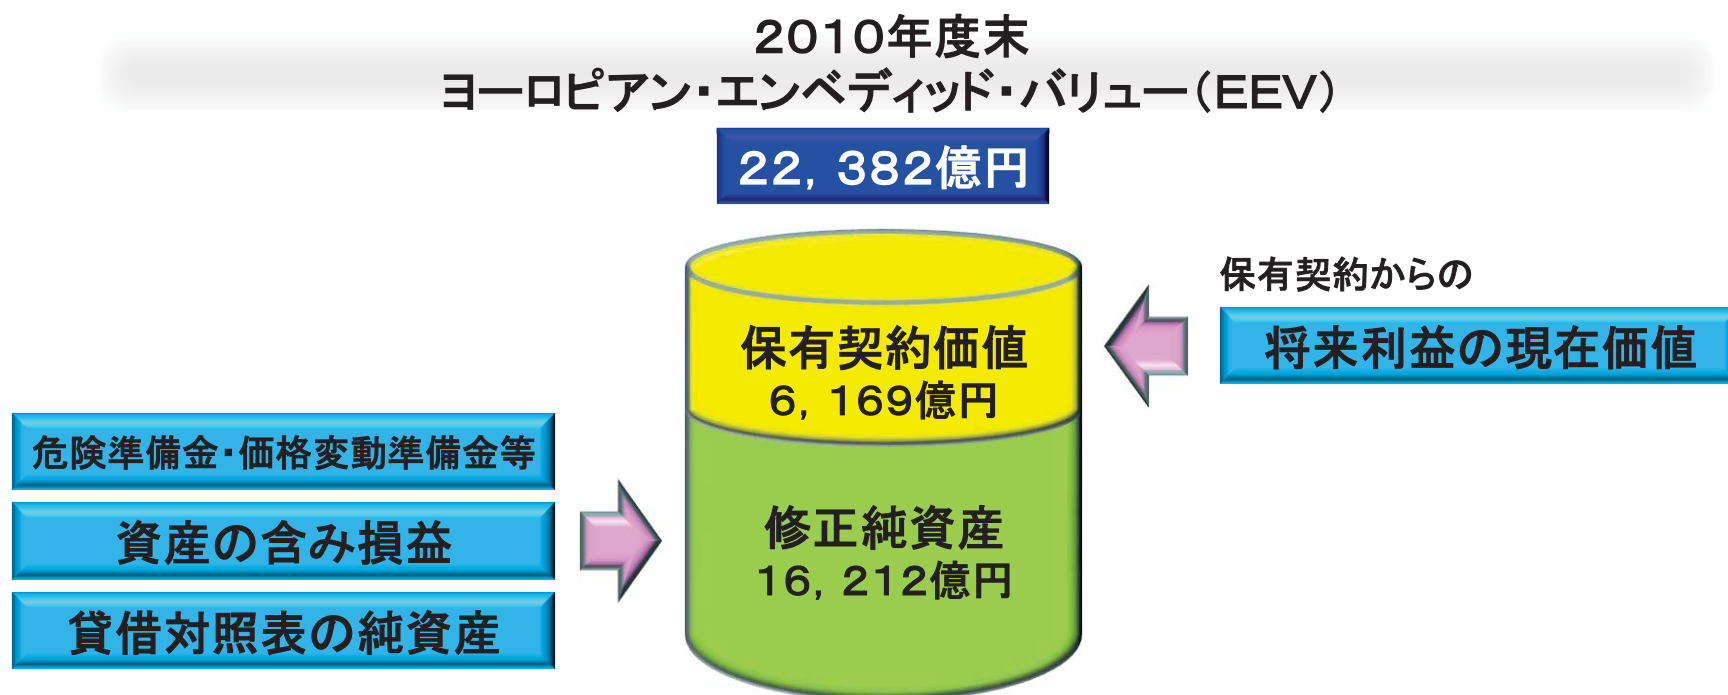 2010年度末
ヨーロピアン・エンベディッド・バリュー(EEV)
22,382億円
保有契約価値
6,169億円
保有契約からの
将来利益の現在価値
危険準備金・価格変動準備金等
資産の含み損益
貸借対照表の純資産
修正純資産
16,212億円